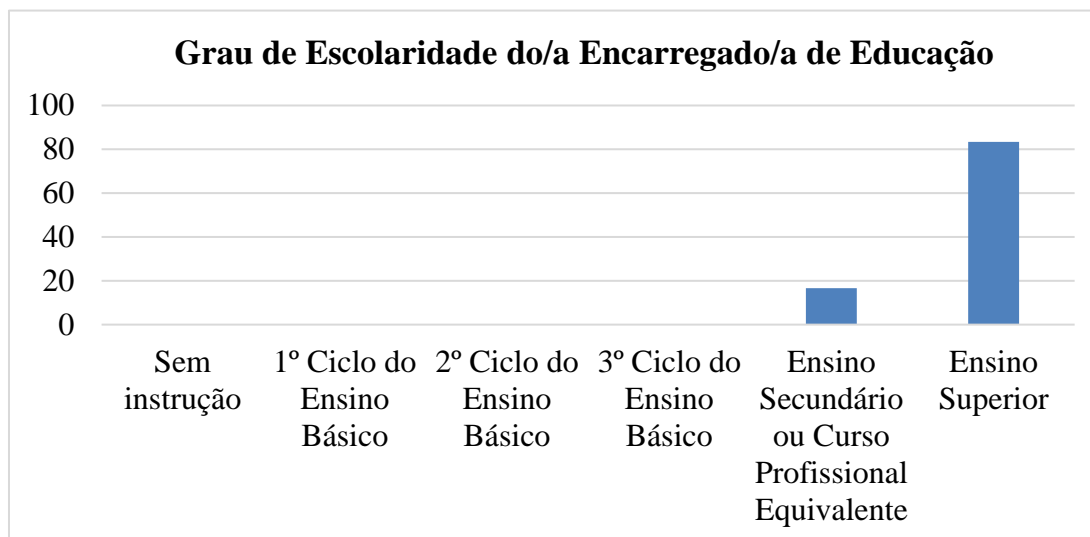 Grau de Escolaridade do/a Encarregado/a de Educação
100
80
60
40
20
0
Sem
instrução
1º Ciclo do
Ensino
Básico
2º Ciclo do
Ensino
Básico
3º Ciclo do
Ensino
Básico
Ensino
Secundário
ou Curso
Profissional
Equivalente
Ensino
Superior